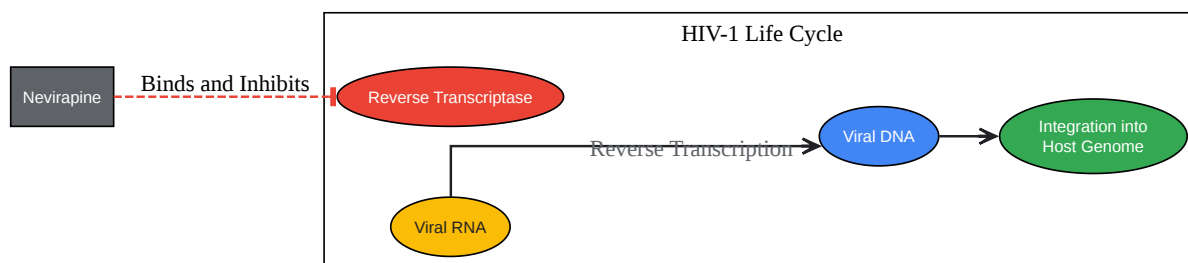 HIV-1 Life Cycle
Nevirapine
Binds and Inhibits
Reverse Transcriptase
Viral RNA
Reverse Transcription
Viral DNA
Integration into
Host Genome